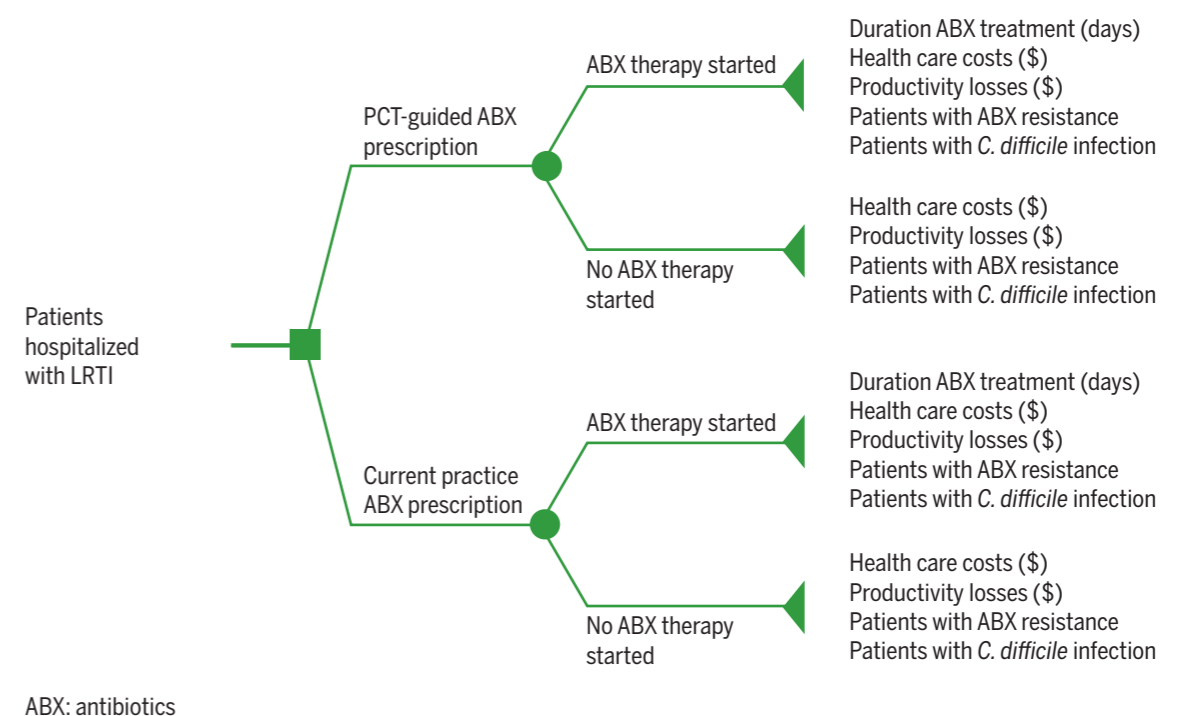 Patients
hospitalized
with LRTI
PCT-guided ABX
prescription
ABX therapy started
Duration ABX treatment (days)
Health care costs ($)
Productivity losses ($)
Patients with ABX resistance
Patients with C. difficile infection
No ABX therapy
started
Health care costs ($)
Productivity losses ($)
Patients with ABX resistance
Patients with C. difficile infection
Current practice
ABX prescription
ABX therapy started
Duration ABX treatment (days)
Health care costs ($)
Productivity losses ($)
Patients with ABX resistance
Patients with C. difficile infection
No ABX therapy
started
Health care costs ($)
Productivity losses ($)
Patients with ABX resistance
Patients with C. difficile infection
ABX: antibiotics